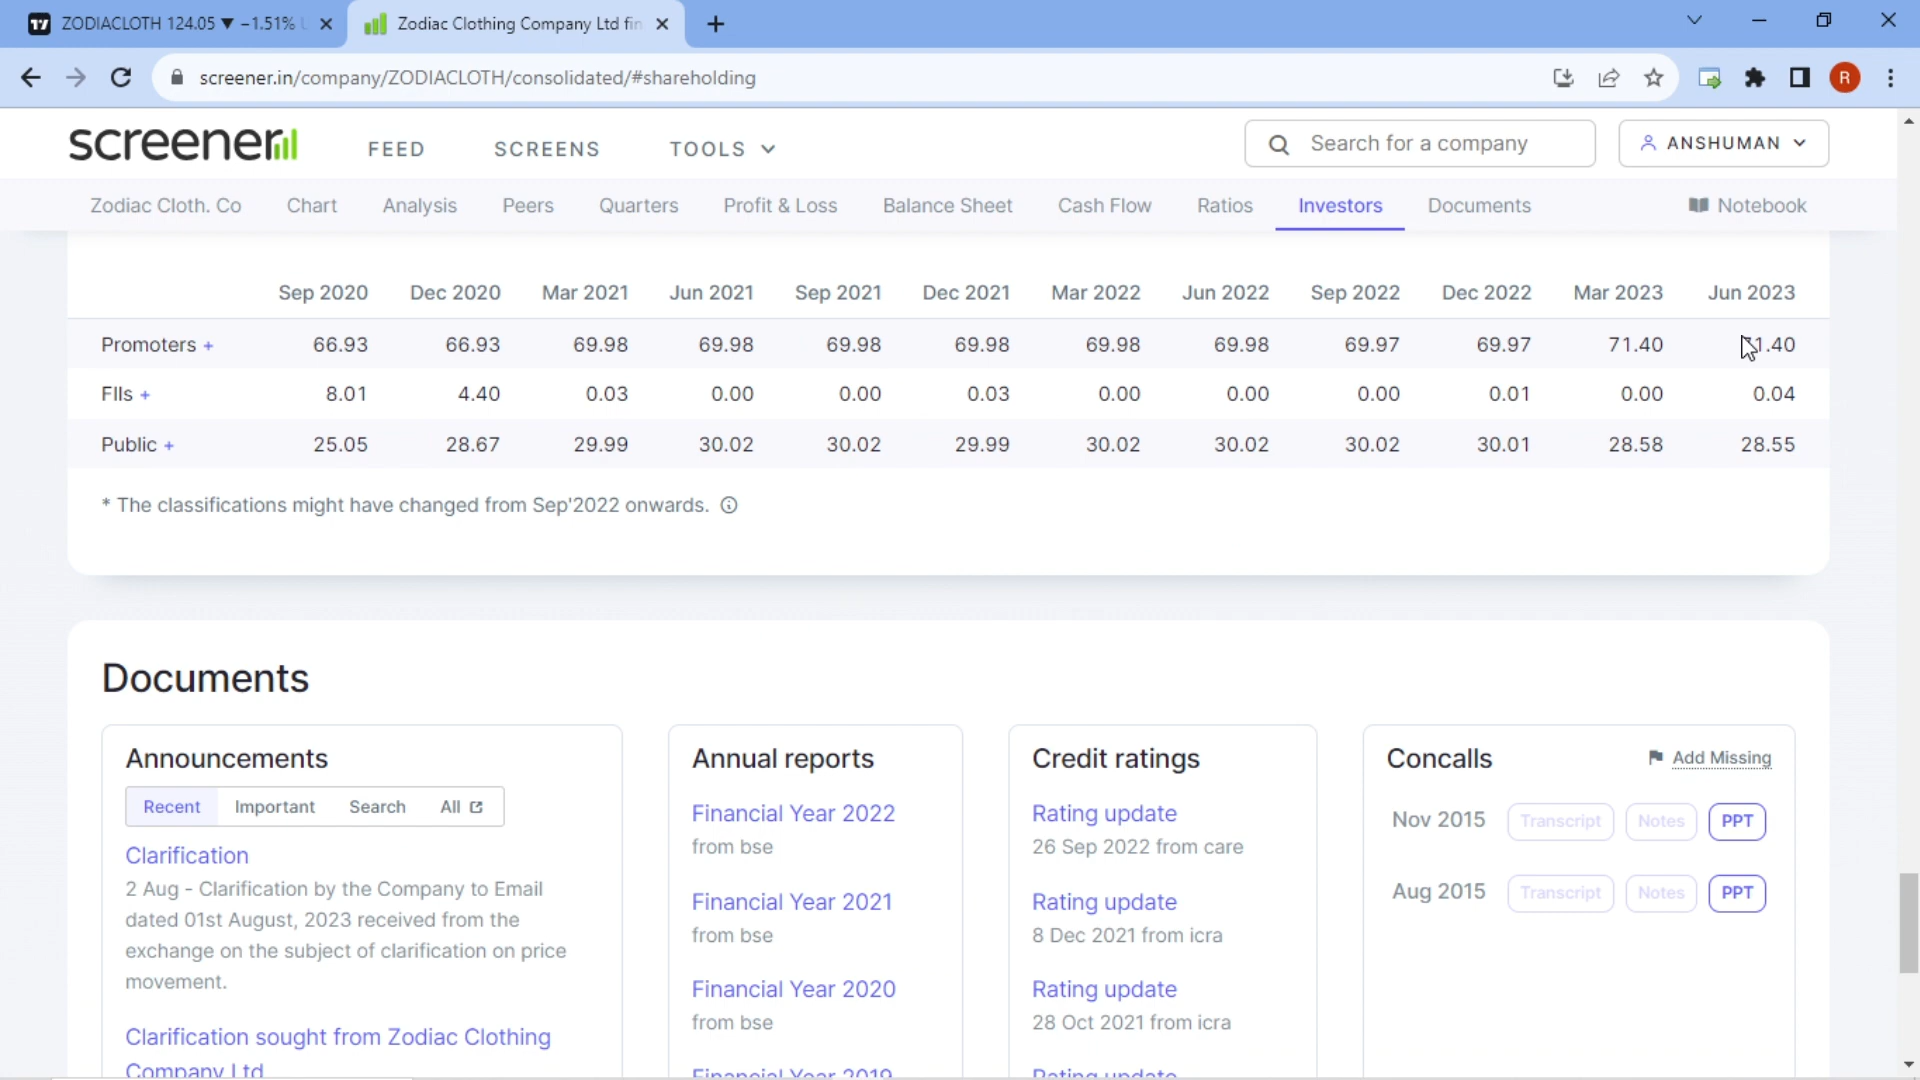 ZODIACLOTH 124.05 ▼ −1.51%
Zodiac Clothing Company Ltd fin
screener.in/company/ZODIACLOTH/consolidated/#shareholding
R
screener
FEED SCREENS TOOLS
Search for a company
ANSHUMAN
Zodiac Cloth. Co Chart Analysis Peers Quarters Profit & Loss Balance Sheet Cash Flow Ratios Investors Documents Notebook
Sep 2020 Dec 2020 Mar 2021 Jun 2021 Sep 2021 Dec 2021 Mar 2022 Jun 2022 Sep 2022 Dec 2022 Mar 2023 Jun 2023
Promoters + 66.93 66.93 69.98 69.98 69.98 69.98 69.98 69.98 69.97 69.97 71.40 71.40
FIIs + 8.01 4.40 0.03 0.00 0.00 0.03 0.00 0.00 0.00 0.01 0.00 0.04
Public + 25.05 28.67 29.99 30.02 30.02 29.99 30.02 30.02 30.02 30.01 28.58 28.55
* The classifications might have changed from Sep'2022 onwards.
Documents
Announcements
Recent Important Search All
Clarification
2 Aug - Clarification by the Company to Email
dated 01st August, 2023 received from the
exchange on the subject of clarification on price
movement.
Clarification sought from Zodiac Clothing
Company Ltd
Annual reports
Financial Year 2022
from bse
Financial Year 2021
from bse
Financial Year 2020
from bse
Financial Year 2019
Credit ratings
Rating update
26 Sep 2022 from care
Rating update
8 Dec 2021 from icra
Rating update
28 Oct 2021 from icra
Rating update
Concalls
Add Missing
Nov 2015 Transcript Notes PPT
Aug 2015 Transcript Notes PPT